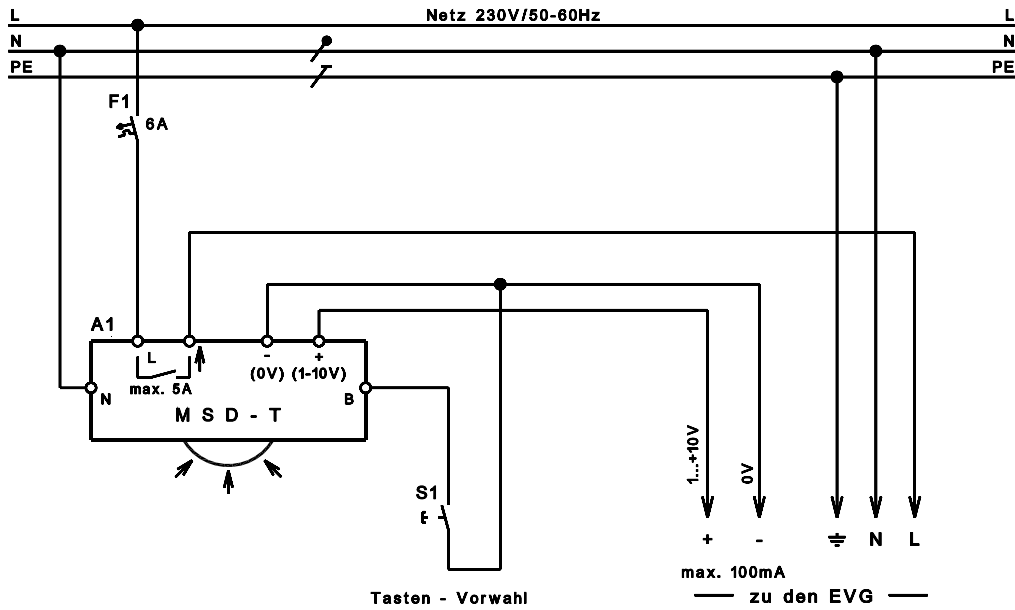 L Netz 230V/50-60Hz L
N N
PE PE
F1
6A
A1
L - +
(0V) (1-10V)
max. 5A
N B
M S D - T
1...+10V
0V
S1
+ - N L
max. 100mA
zu den EVG
Tasten - Vorwahl